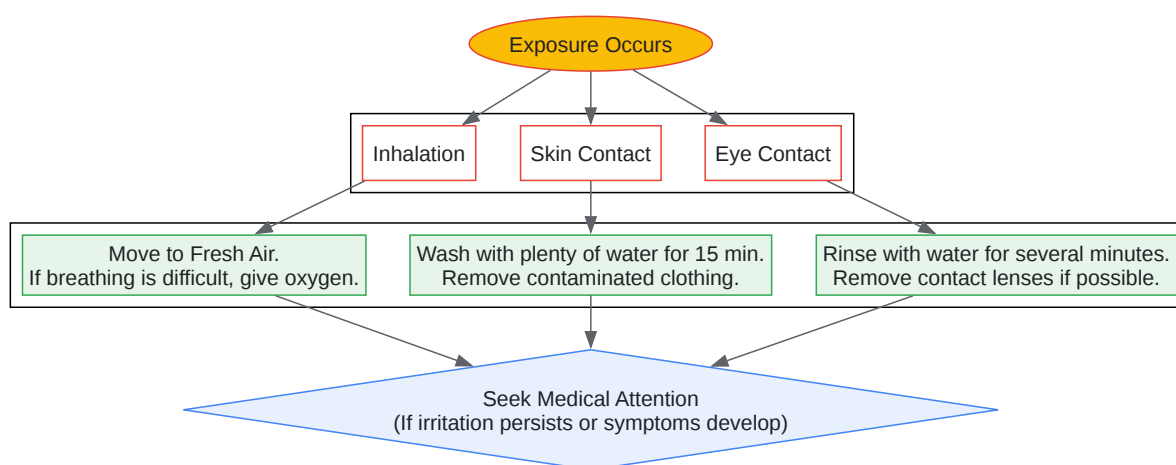 Exposure Occurs
Inhalation
Skin Contact
Eye Contact
Move to Fresh Air.
If breathing is difficult, give oxygen.
Wash with plenty of water for 15 min.
Remove contaminated clothing.
Rinse with water for several minutes.
Remove contact lenses if possible.
Seek Medical Attention
(If irritation persists or symptoms develop)